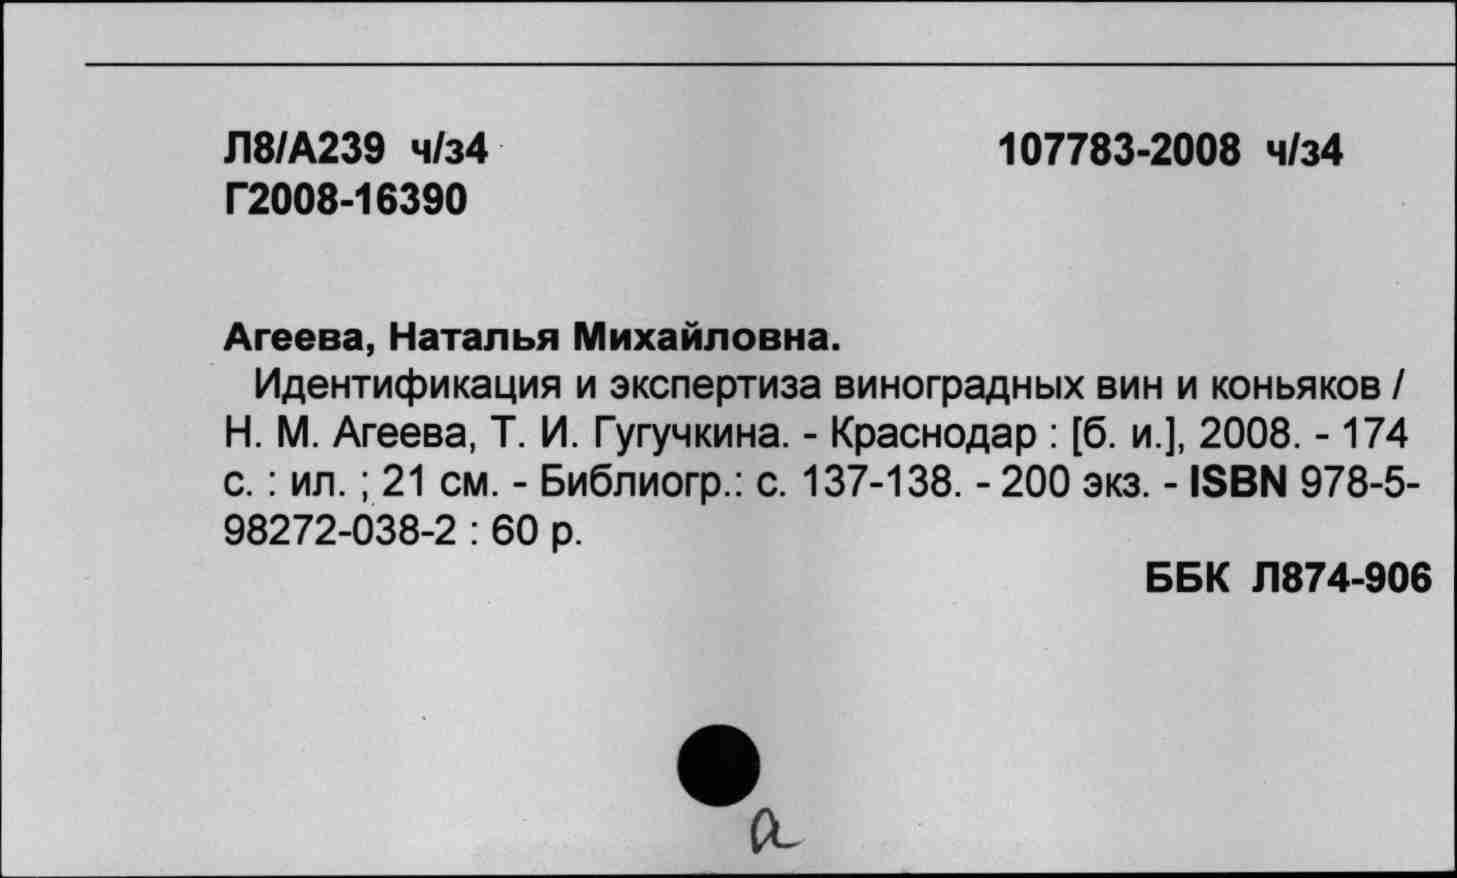 Л8/А239 ч/з4 107783-2008 ч/з4
Г2008-16390
Агеева, Наталья Михайловна.
Идентификация и экспертиза виноградных вин и коньяков /
Н. М. Агеева, Т. И. Гугучкина. - Краснодар : [б. и.], 2008. - 174
с. : ил. ; 21 см. - Библиогр.: с. 137-138. - 200 экз. - ISBN 978-5-
98272-038-2 : 60 р.
ББК Л874-906
а